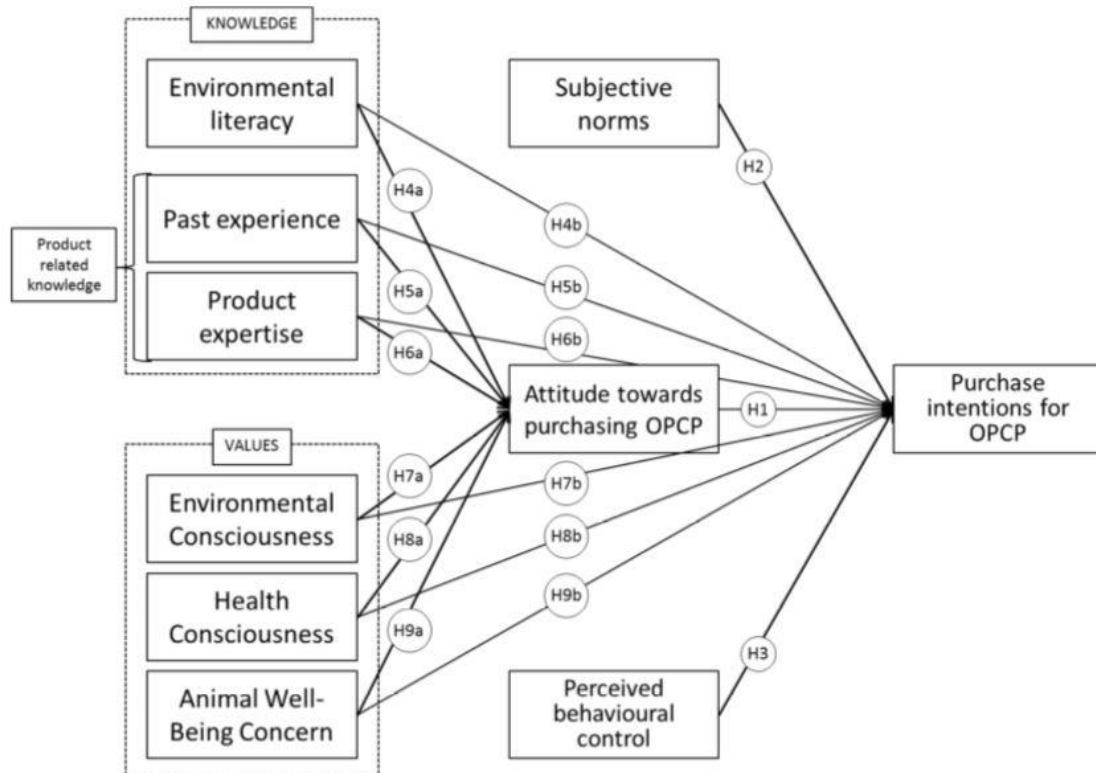 KNOWLEDGE
Environmental
literacy
Past experience
Product
expertise
Product
related
knowledge
VALUES
Environmental
Consciousness
Health
Consciousness
Animal Well-
Being Concern
H4a
H5a
H6a
H7a
H8a
H9a
Subjective
norms
H2
H4b
H5b
H6b
Attitude towards
purchasing OPCP
H1
H7b
H8b
H9b
Perceived
behavioural
control
H3
Purchase
intentions for
OPCP